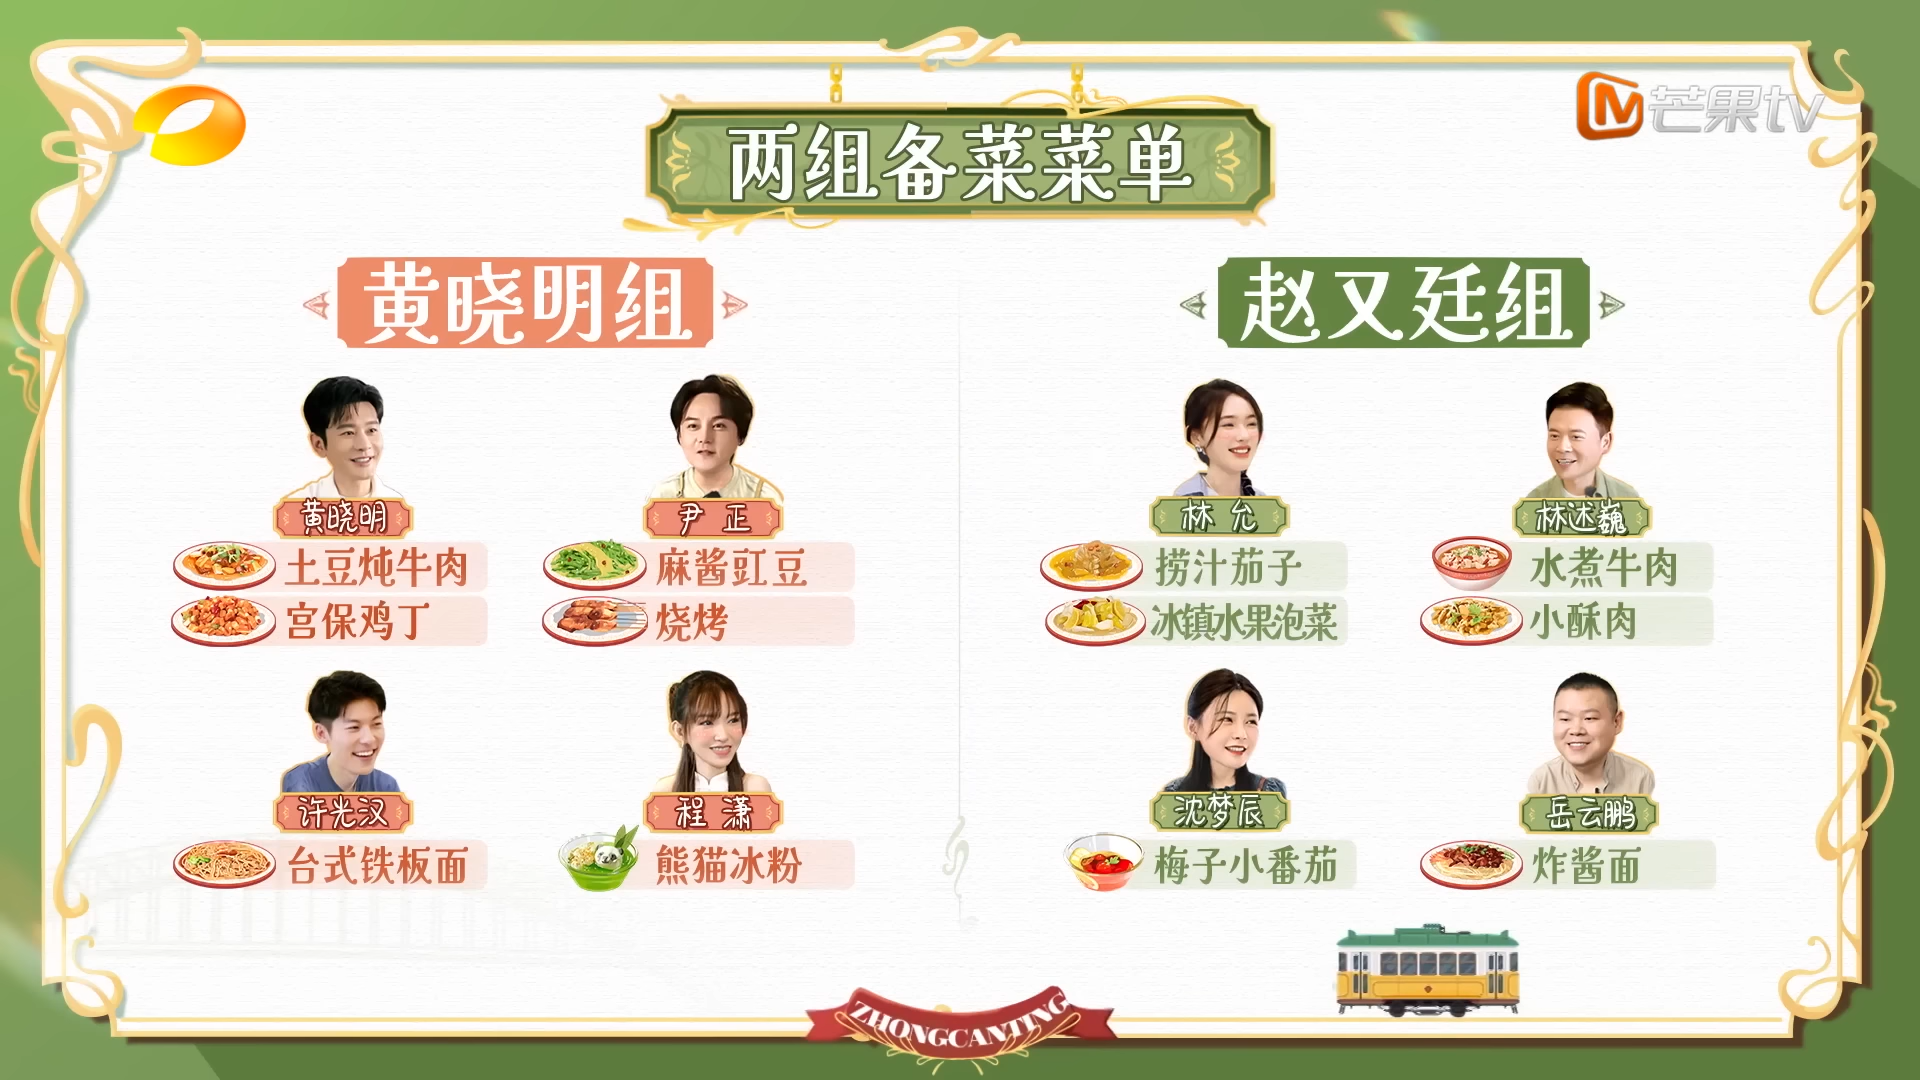 芒果tv
两组备菜菜单
黄晓明组
赵又廷组
黄晓明
尹正
林允
林述巍
土豆炖牛肉
麻酱豇豆
捞汁茄子
水煮牛肉
宫保鸡丁
烧烤
冰镇水果泡菜
小酥肉
许光汉
程潇
沈梦辰
岳云鹏
台式铁板面
熊猫冰粉
梅子小番茄
炸酱面
ZHONGCANTING